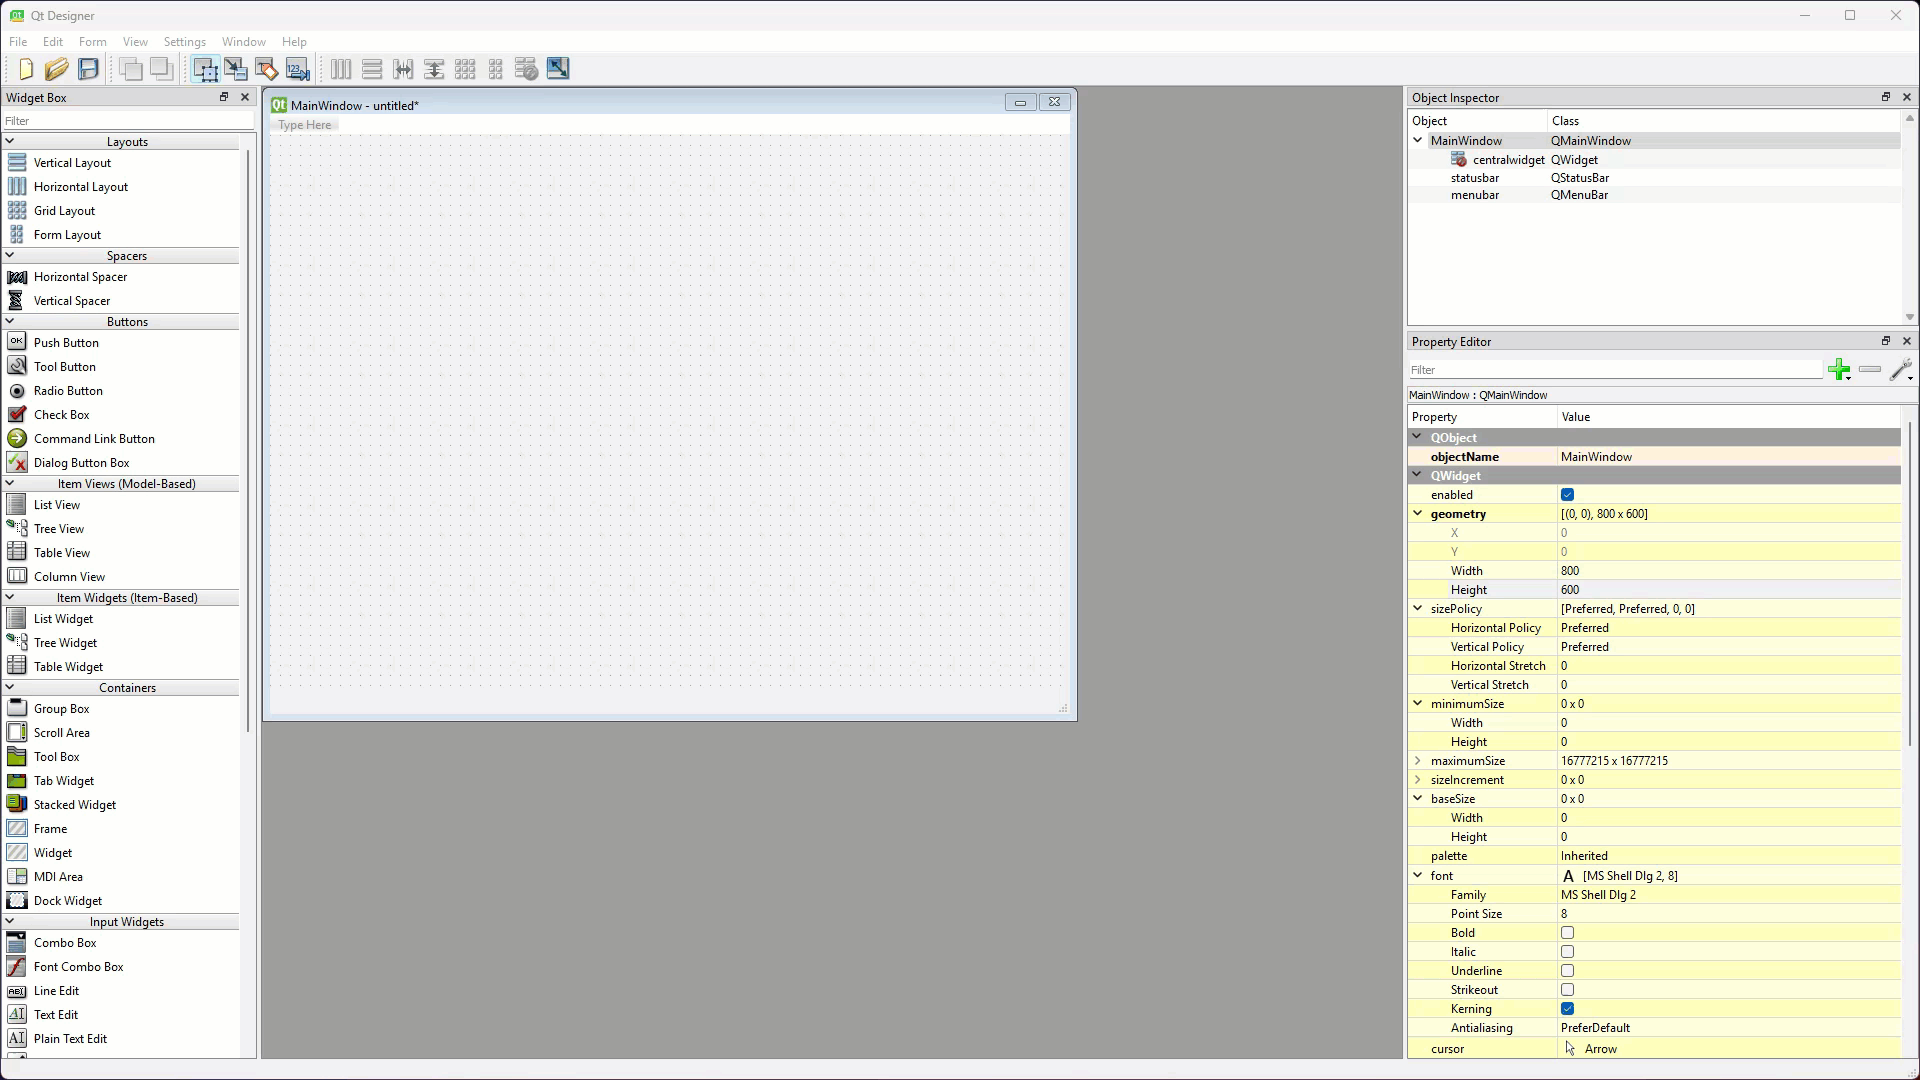 Qt Designer
File Edit Form View Settings Window Help
Widget Box
Filter
Layouts
Vertical Layout
Horizontal Layout
Grid Layout
Form Layout
Spacers
Horizontal Spacer
Vertical Spacer
Buttons
Push Button
Tool Button
Radio Button
Check Box
Command Link Button
Dialog Button Box
Item Views (Model-Based)
List View
Tree View
Table View
Column View
Item Widgets (Item-Based)
List Widget
Tree Widget
Table Widget
Containers
Group Box
Scroll Area
Tool Box
Tab Widget
Stacked Widget
Frame
Widget
MDI Area
Dock Widget
Input Widgets
Combo Box
Font Combo Box
Line Edit
Text Edit
Plain Text Edit
MainWindow - untitled*
Type Here
Object Inspector
Object Class
MainWindow QMainWindow
centralwidget QWidget
statusbar QStatusBar
menubar QMenuBar
Property Editor
Filter
MainWindow : QMainWindow
Property Value
QObject
objectName MainWindow
QWidget
enabled
geometry [(0, 0), 800 x 600]
X 0
Y 0
Width 800
Height 600
sizePolicy [Preferred, Preferred, 0, 0]
Horizontal Policy Preferred
Vertical Policy Preferred
Horizontal Stretch 0
Vertical Stretch 0
minimumSize 0 x 0
Width 0
Height 0
maximumSize 16777215 x 16777215
sizeIncrement 0 x 0
baseSize 0 x 0
Width 0
Height 0
palette Inherited
font A [MS Shell Dlg 2, 8]
Family MS Shell Dlg 2
Point Size 8
Bold
Italic
Underline
Strikeout
Kerning
Antialiasing PreferDefault
cursor Arrow